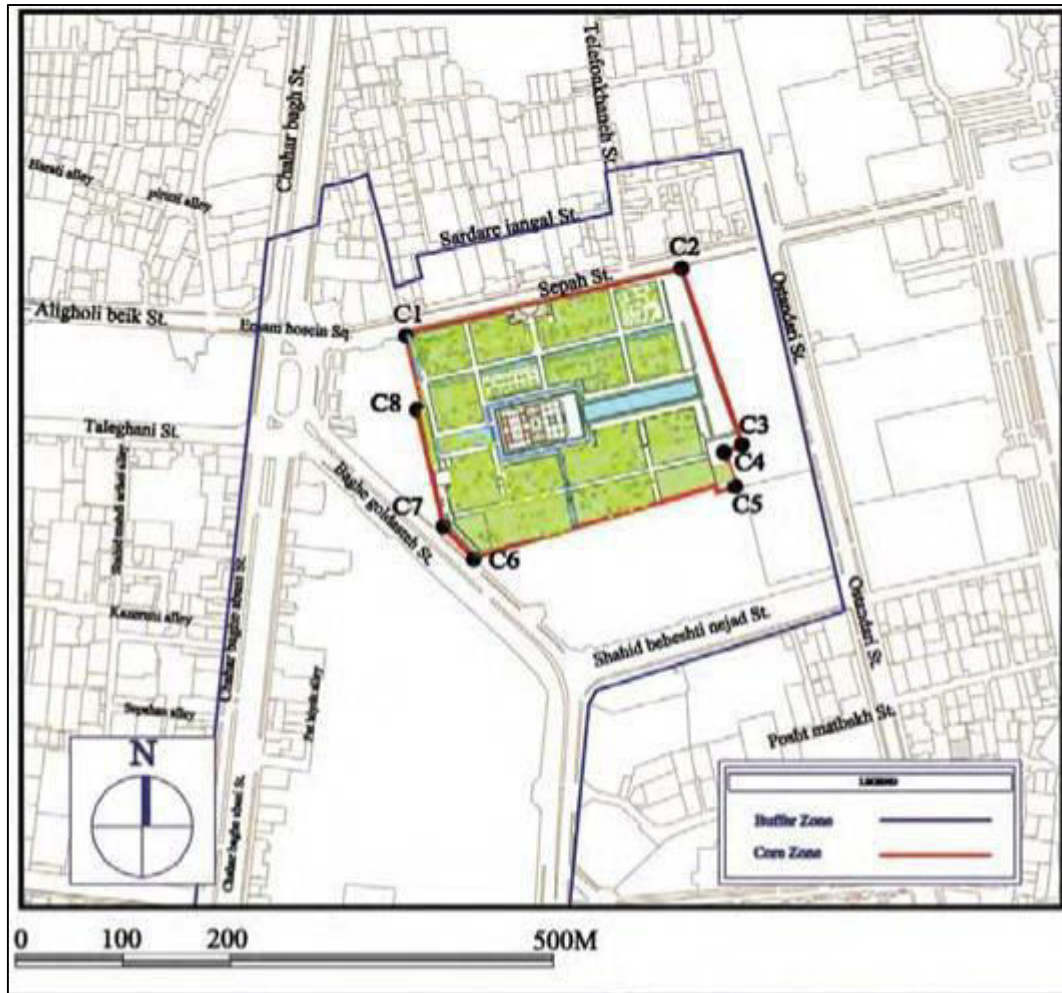 Telefonkhaneh St.
Chahar bagh St.
Harati alley
Sardare jangal St.
C2
Sepah St.
Aligholi beik St.
Emam hosein Sq.
C1
Ostandari St.
C8
Taleghani St.
C3
C4
C5
Baghe goldasteh St.
C7
C6
Kazeruni alley
Shahid beheshti nejad St.
Ostandari St.
Sepahan alley
Posht matbakh St.
N
LEGEND
Buffer Zone
Core Zone
0 100 200 500M